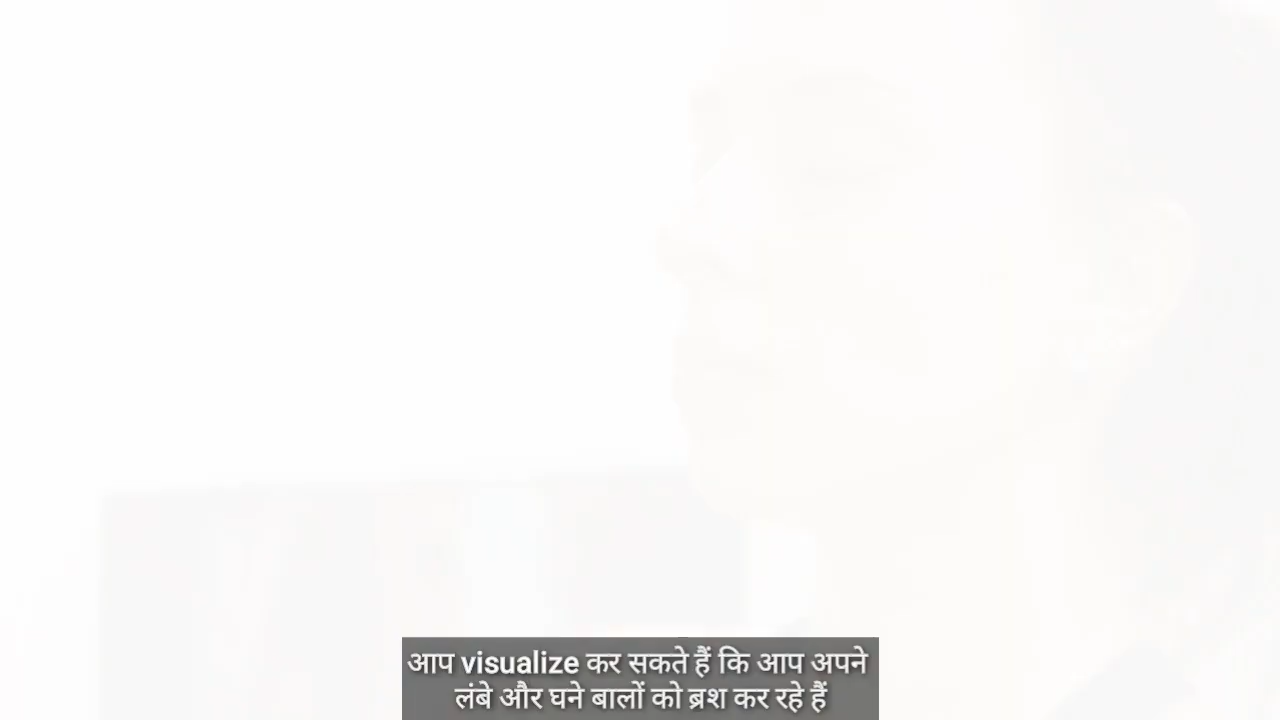 आप visualize कर सकते हैं कि आप अपने
लंबे और घने बालों को ब्रश कर रहे हैं